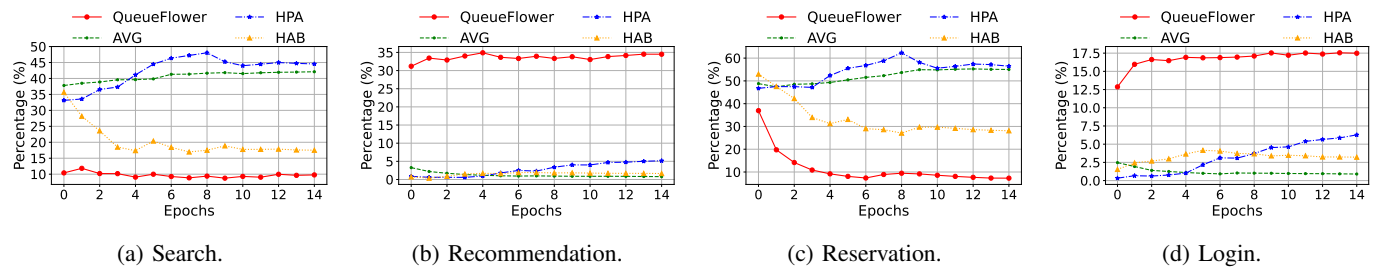 QueueFlower
AVG
HPA
HAB
Percentage (%)
50
45
40
35
30
25
20
15
10
0 2 4 6 8 10 12 14
Epochs
(a) Search.
QueueFlower
AVG
HPA
HAB
Percentage (%)
35
30
25
20
15
10
5
0
0 2 4 6 8 10 12 14
Epochs
(b) Recommendation.
QueueFlower
AVG
HPA
HAB
Percentage (%)
60
50
40
30
20
10
0 2 4 6 8 10 12 14
Epochs
(c) Reservation.
QueueFlower
AVG
HPA
HAB
Percentage (%)
17.5
15.0
12.5
10.0
7.5
5.0
2.5
0.0
0 2 4 6 8 10 12 14
Epochs
(d) Login.